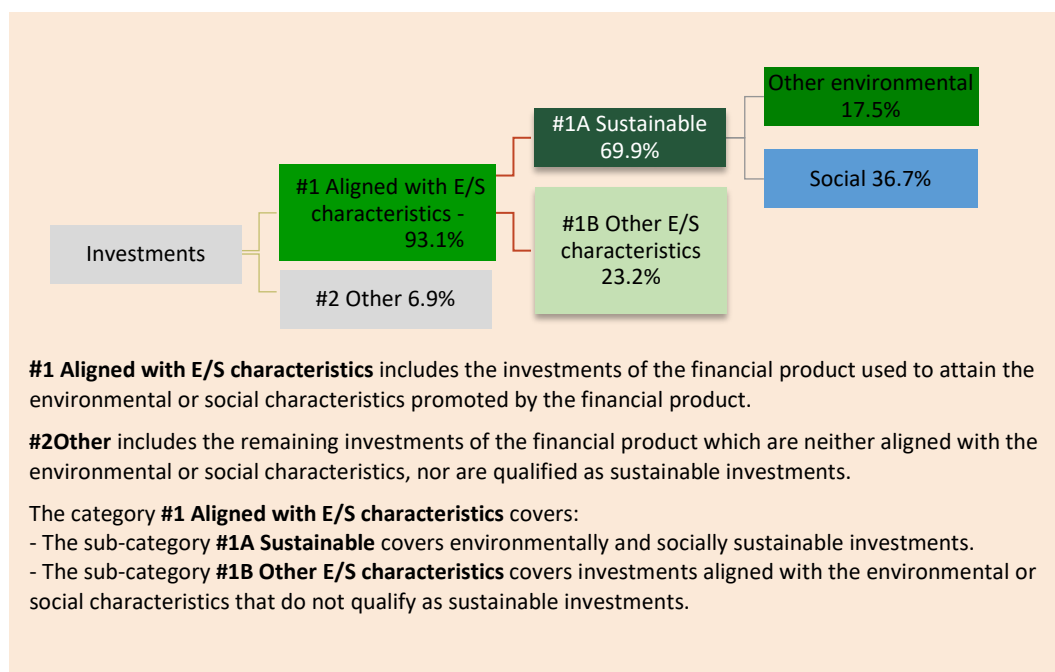 Other environmental
17.5%
#1A Sustainable
69.9%
Social 36.7%
#1 Aligned with E/S
characteristics -
93.1%
#1B Other E/S
characteristics
23.2%
Investments
#2 Other 6.9%
#1 Aligned with E/S characteristics includes the investments of the financial product used to attain the
environmental or social characteristics promoted by the financial product.
#2Other includes the remaining investments of the financial product which are neither aligned with the
environmental or social characteristics, nor are qualified as sustainable investments.
The category #1 Aligned with E/S characteristics covers:
- The sub-category #1A Sustainable covers environmentally and socially sustainable investments.
- The sub-category #1B Other E/S characteristics covers investments aligned with the environmental or
social characteristics that do not qualify as sustainable investments.